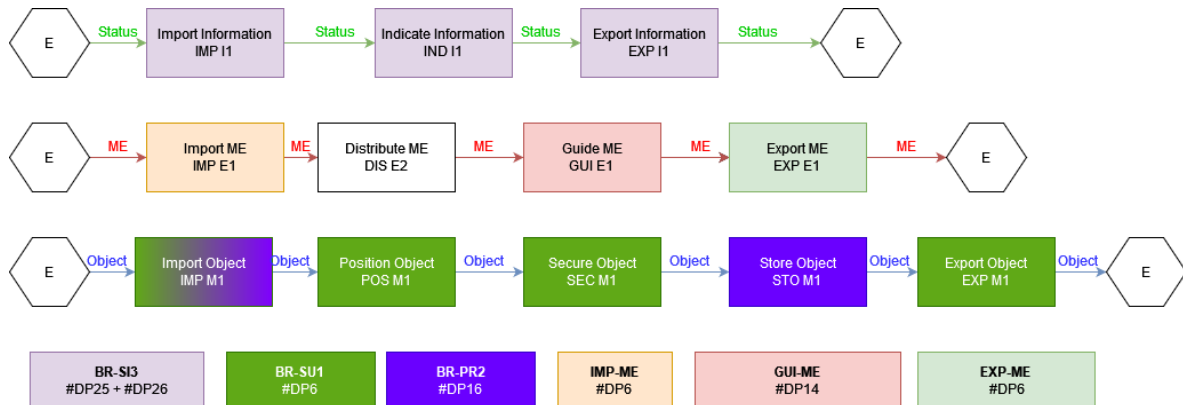 E
Status
Import Information
IMP I1
Status
Indicate Information
IND I1
Status
Export Information
EXP I1
Status
E
E
ME
Import ME
IMP E1
ME
Distribute ME
DIS E2
ME
Guide ME
GUI E1
ME
Export ME
EXP E1
ME
E
E
Object
Import Object
IMP M1
Object
Position Object
POS M1
Object
Secure Object
SEC M1
Object
Store Object
STO M1
Object
Export Object
EXP M1
Object
E
BR-SI3
#DP25 + #DP26
BR-SU1
#DP6
BR-PR2
#DP16
IMP-ME
#DP6
GUI-ME
#DP14
EXP-ME
#DP6